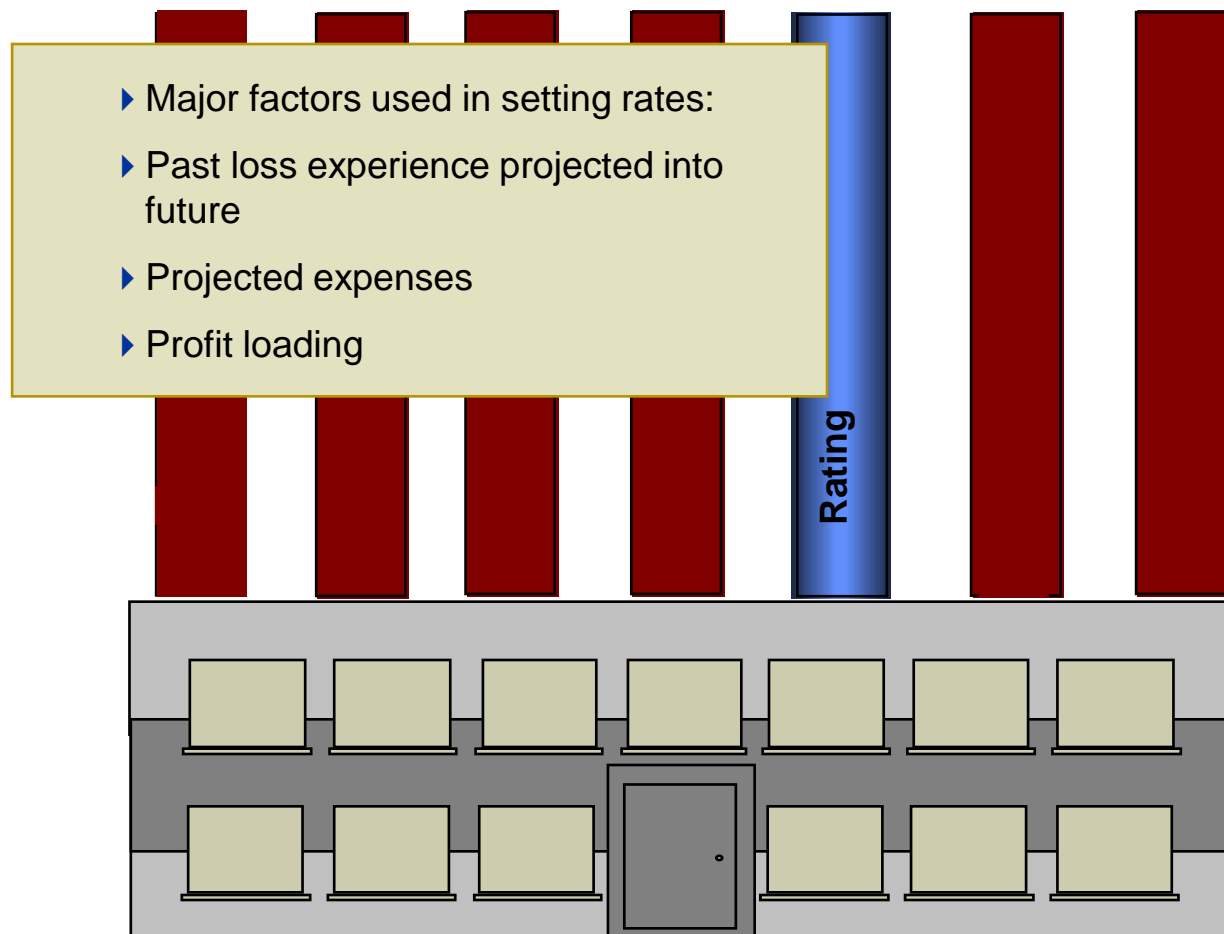 Major factors used in setting rates:
Past loss experience projected into
future
Projected expenses
Profit loading
Rating